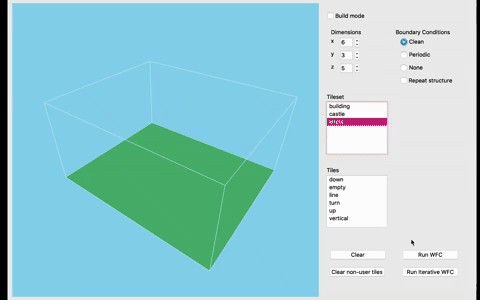 Build mode
Dimensions
x 6
y 3
z 5
Boundary Conditions
Clean
Periodic
None
Repeat structure
Tileset
building
castle
Tiles
down
empty
line
turn
up
vertical
Clear
Run WFC
Clear non-user tiles
Run Iterative WFC